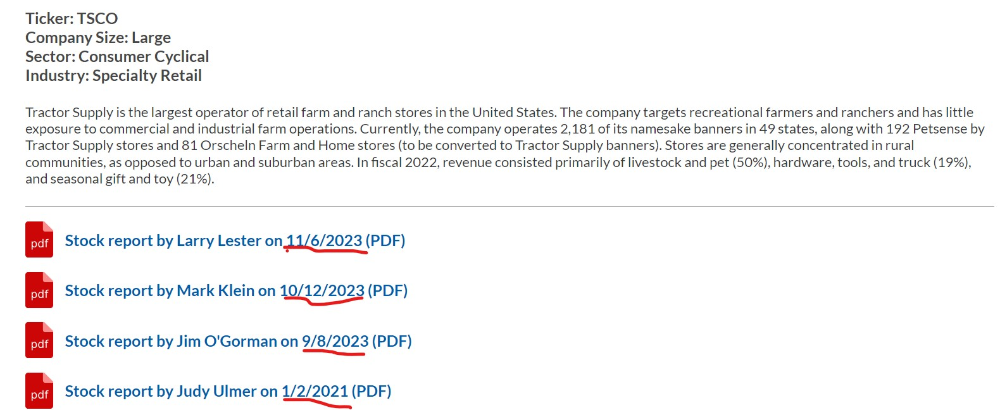 Ticker: TSCO
Company Size: Large
Sector: Consumer Cyclical
Industry: Specialty Retail
Tractor Supply is the largest operator of retail farm and ranch stores in the United States. The company targets recreational farmers and ranchers and has little
exposure to commercial and industrial farm operations. Currently, the company operates 2,181 of its namesake banners in 49 states, along with 192 Petsense by
Tractor Supply stores and 81 Orscheln Farm and Home stores (to be converted to Tractor Supply banners). Stores are generally concentrated in rural
communities, as opposed to urban and suburban areas. In fiscal 2022, revenue consisted primarily of livestock and pet (50%), hardware, tools, and truck (19%),
and seasonal gift and toy (21%).
pdf Stock report by Larry Lester on 11/6/2023 (PDF)
pdf Stock report by Mark Klein on 10/12/2023 (PDF)
pdf Stock report by Jim O'Gorman on 9/8/2023 (PDF)
pdf Stock report by Judy Ulmer on 1/2/2021 (PDF)